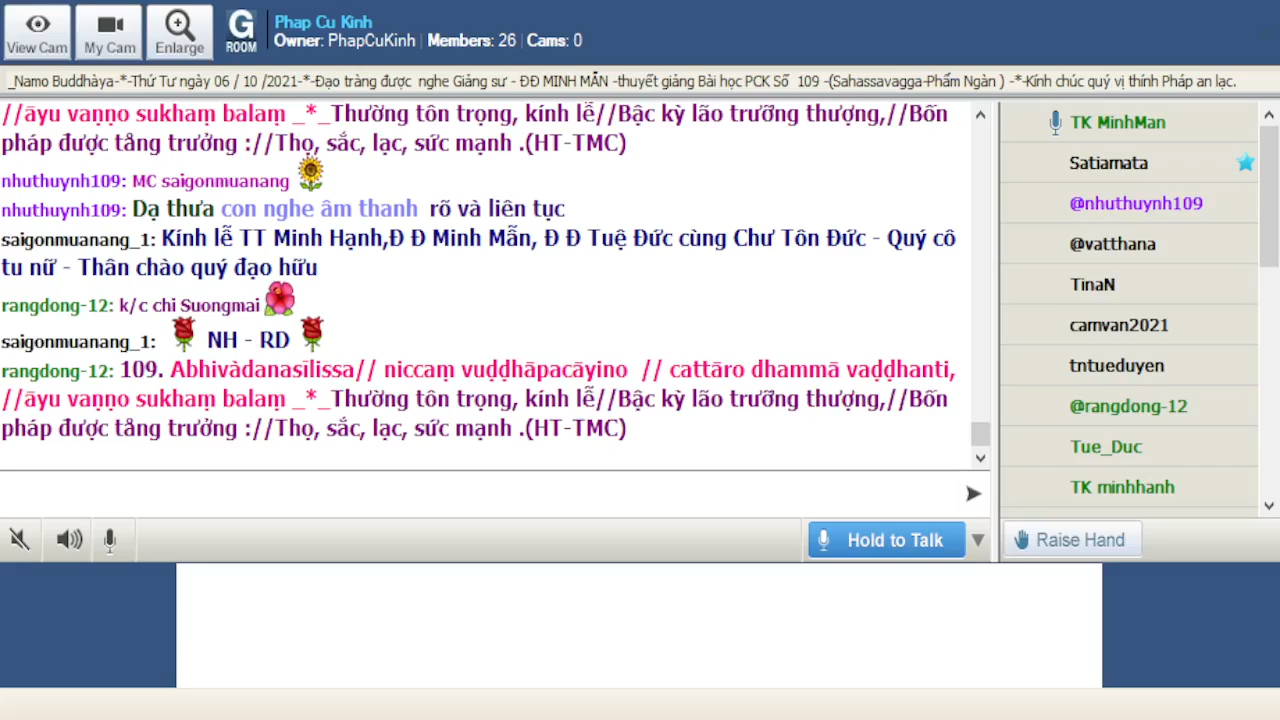 View Cam
My Cam
Enlarge
G
ROOM
Phap Cu Kinh
Owner: PhapCuKinh | Members: 26 | Cams: 0
_Namo Buddhàya-*-Thứ Tư ngày 06 / 10 /2021-*-Đạo tràng được nghe Giảng sư - ĐĐ MINH MẪN -thuyết giảng Bài học PCK Số 109 -(Sahassavagga-Phẩm Ngàn ) -*-Kính chúc quý vị thính Pháp an lạc.
//āyu vaṇṇo sukhaṃ balaṃ _*_Thường tôn trọng, kính lễ//Bậc kỳ lão trưỡng thượng,//Bốn
pháp được tång trưởng ://Thọ, sắc, lạc, sức mạnh .(HT-TMC)
nhuthuynh109: MC saigonmuanang
nhuthuynh109: Dạ thưa con nghe âm thanh rõ và liên tục
saigonmuanang_1: Kính lễ TT Minh Hạnh,Đ Đ Minh Mẫn, Đ Đ Tuệ Đức cùng Chư Tôn Đức - Quý cô
tu nữ - Thân chào quý đạo hữu
rangdong-12: k/c chi Suongmai
saigonmuanang_1: NH - RD
rangdong-12: 109. Abhivàdanasīlissa// niccaṃ vuḍḍhāpacāyino // cattāro dhammā vaḍḍhanti,
//āyu vaṇṇo sukhaṃ balaṃ _*_Thường tôn trọng, kính lễ//Bậc kỳ lão trưỡng thượng,//Bốn
pháp được tång trưởng ://Thọ, sắc, lạc, sức mạnh .(HT-TMC)
TK MinhMan
Satiamata
@nhuthuynh109
@vatthana
TinaN
camvan2021
tntueduyen
@rangdong-12
Tue_Duc
TK minhhanh
Hold to Talk
Raise Hand